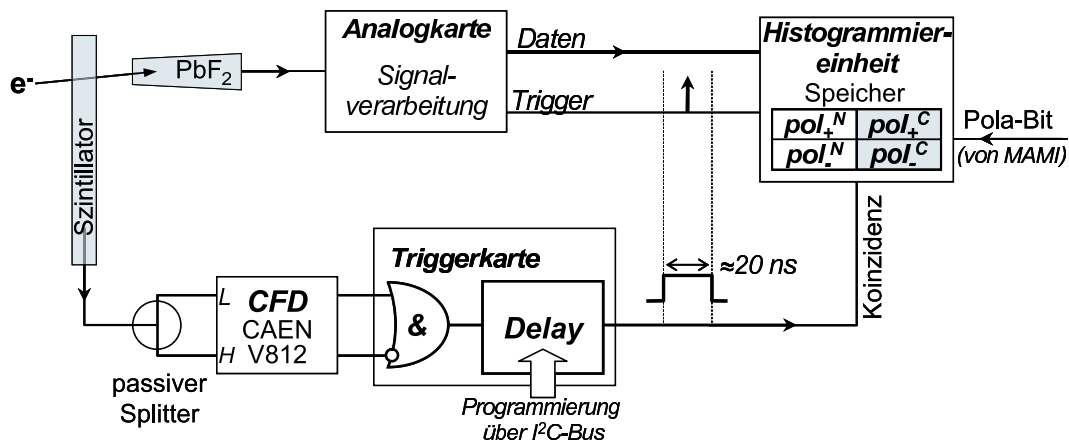 e-
Szintillator
PbF2
Analogkarte
Signal-
verarbeitung
Daten
Trigger
Histogrammier-
einheit
Speicher
pol+N pol+C
pol-N pol-C
Pola-Bit
(von MAMI)
Koinzidenz
≈20 ns
Triggerkarte
&
Delay
Programmierung
über I²C-Bus
L
H
CFD
CAEN
V812
passiver
Splitter